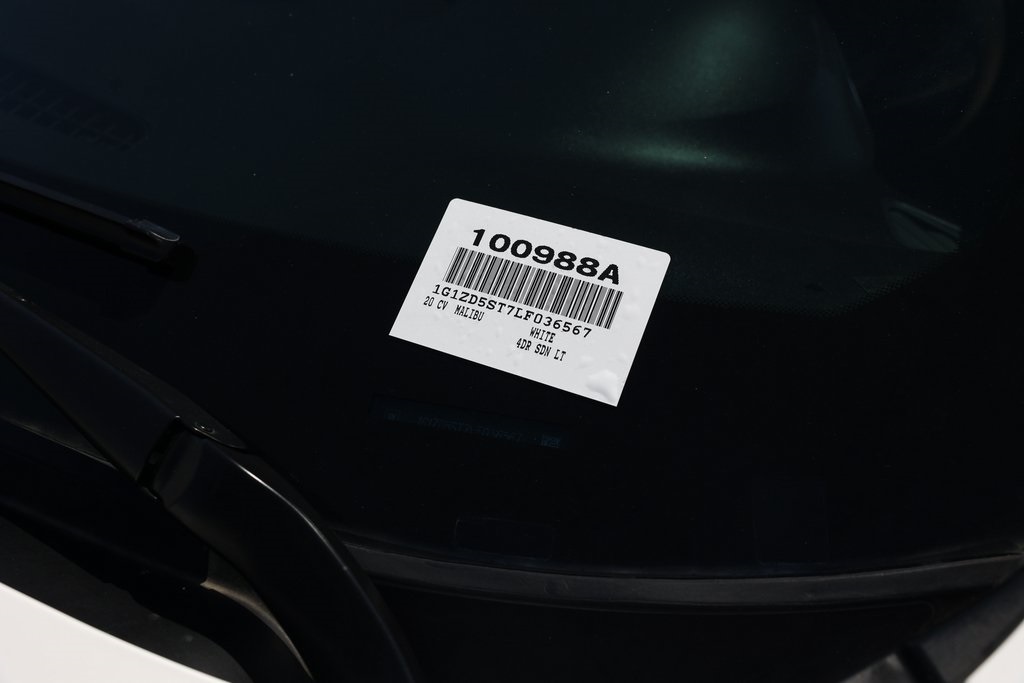 100988A
1G1ZD5ST7LF036567
20 CV MALIBU
WHITE
4DR SDN LT